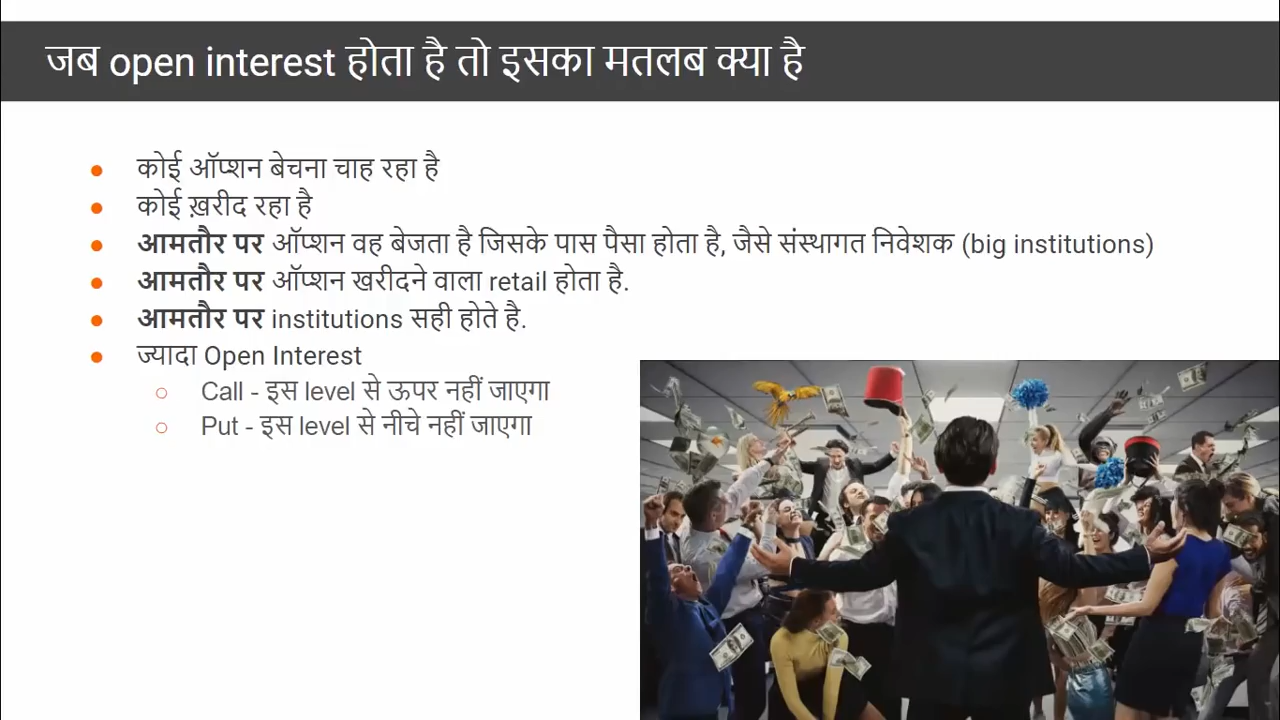 जब open interest होता है तो इसका मतलब क्या है
कोई ऑप्शन बेचना चाह रहा है
कोई ख़रीद रहा है
आमतौर पर ऑप्शन वह बेजता है जिसके पास पैसा होता है, जैसे संस्थागत निवेशक (big institutions)
आमतौर पर ऑप्शन खरीदने वाला retail होता है.
आमतौर पर institutions सही होते है.
ज्यादा Open Interest
Call - इस level से ऊपर नहीं जाएगा
Put - इस level से नीचे नहीं जाएगा